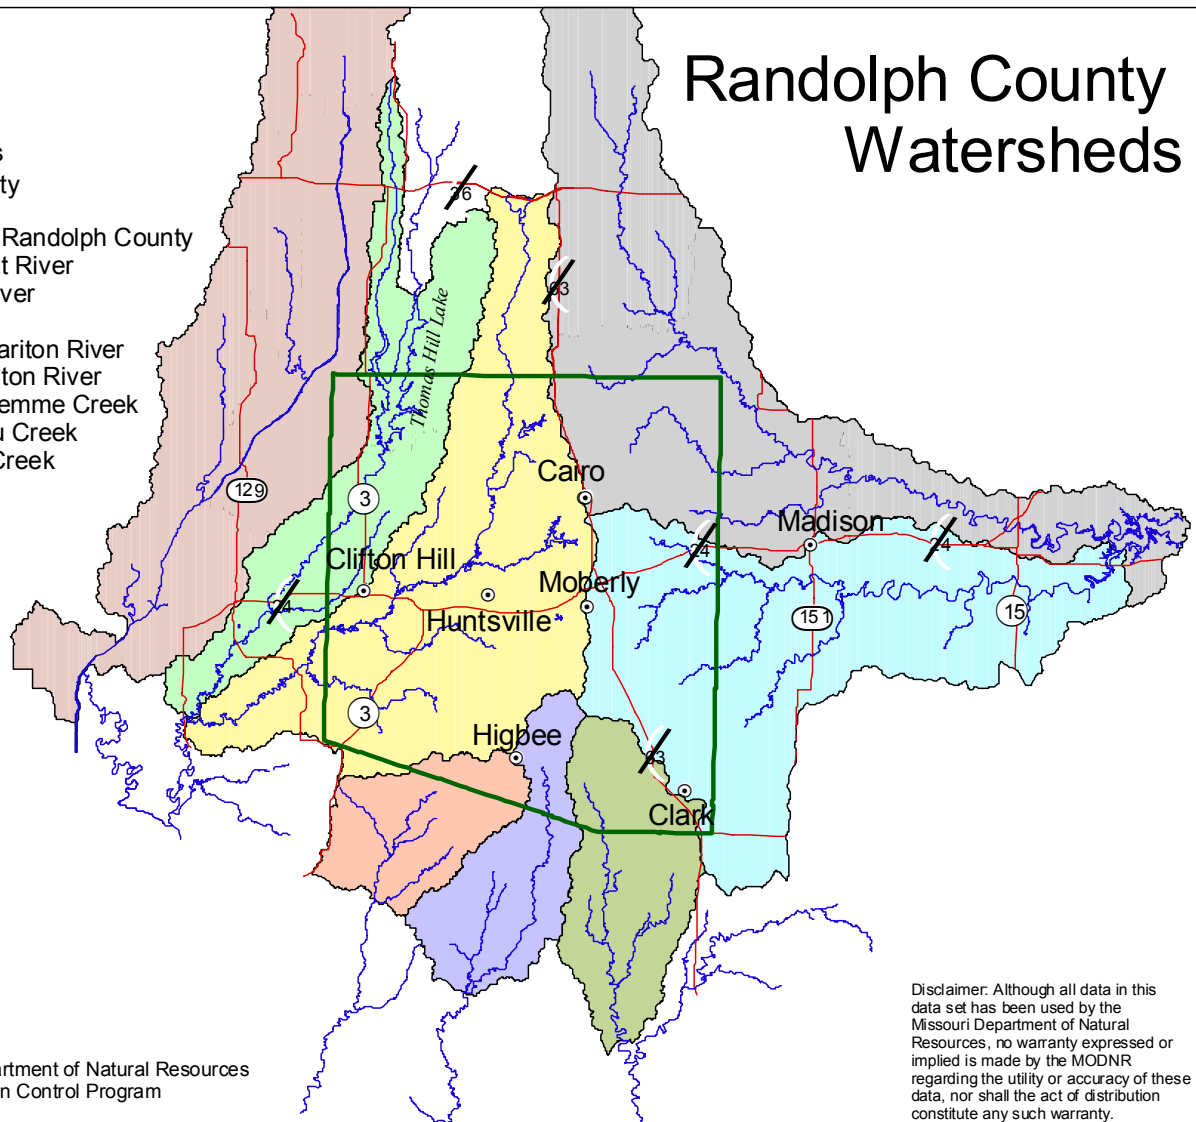 Randolph County
Watersheds
s
ty
Randolph County
t River
ver
ariton River
ton River
emme Creek
u Creek
Creek
36
63
Thomas Hill Lake
129
3
Cairo
Madison
24
24
Clifton Hill
Moberly
24
Huntsville
151
15
3
Higbee
63
Clark
artment of Natural Resources
n Control Program
Disclaimer: Although all data in this
data set has been used by the
Missouri Department of Natural
Resources, no warranty expressed or
implied is made by the MODNR
regarding the utility or accuracy of these
data, nor shall the act of distribution
constitute any such warranty.